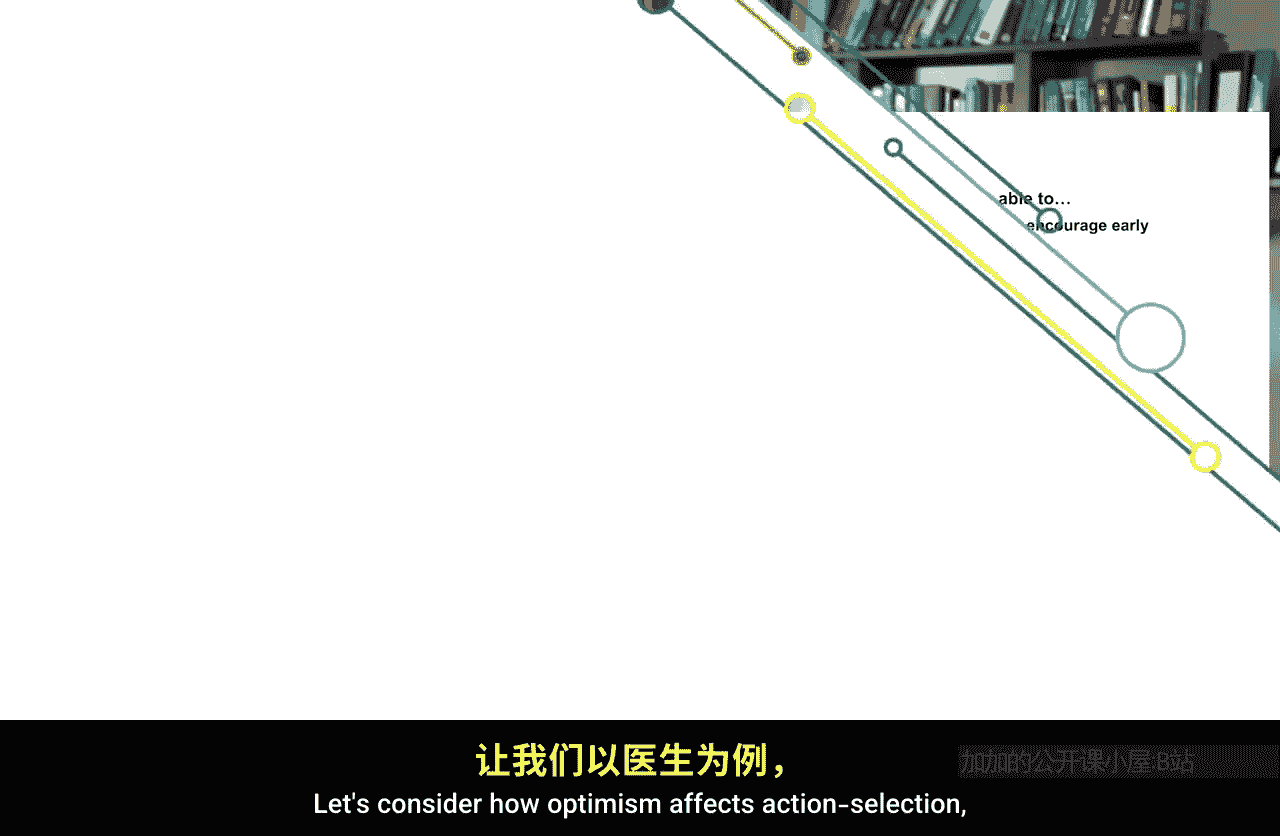 able to…
encourage early
让我们以医生为例，
加加的公开课小屋:B站
Let's consider how optimism affects action-selection,